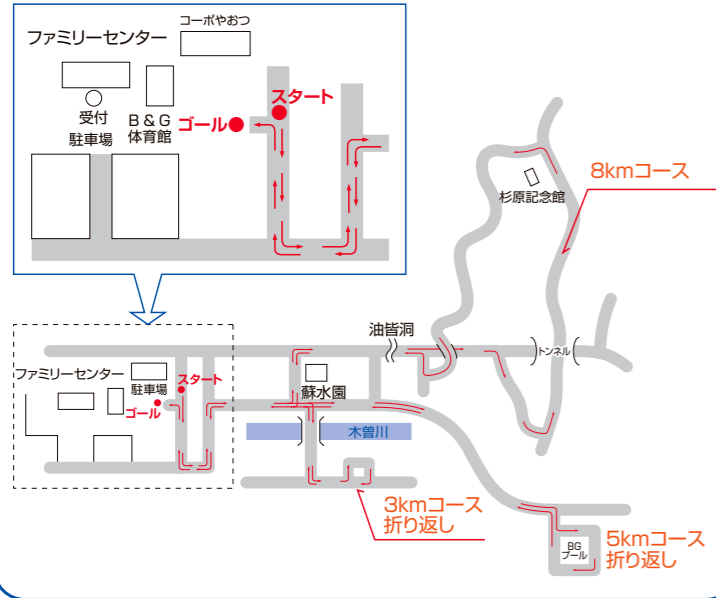 コーポやおつ
ファミリーセンター
スタート
受付
B&G
体育館
ゴール
駐車場
8kmコース
杉原記念館
油皆洞
トンネル
ファミリーセンター
駐車場
スタート
ゴール
蘇水園
木曽川
3kmコース
折り返し
5kmコース
折り返し
BG
プール